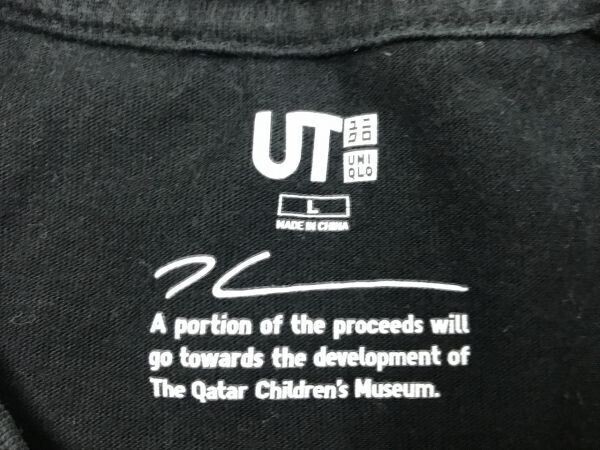 UT
ユニ
クロ
UNI
QLO
L
MADE IN CHINA
A portion of the proceeds will
go towards the development of
The Qatar Children's Museum.